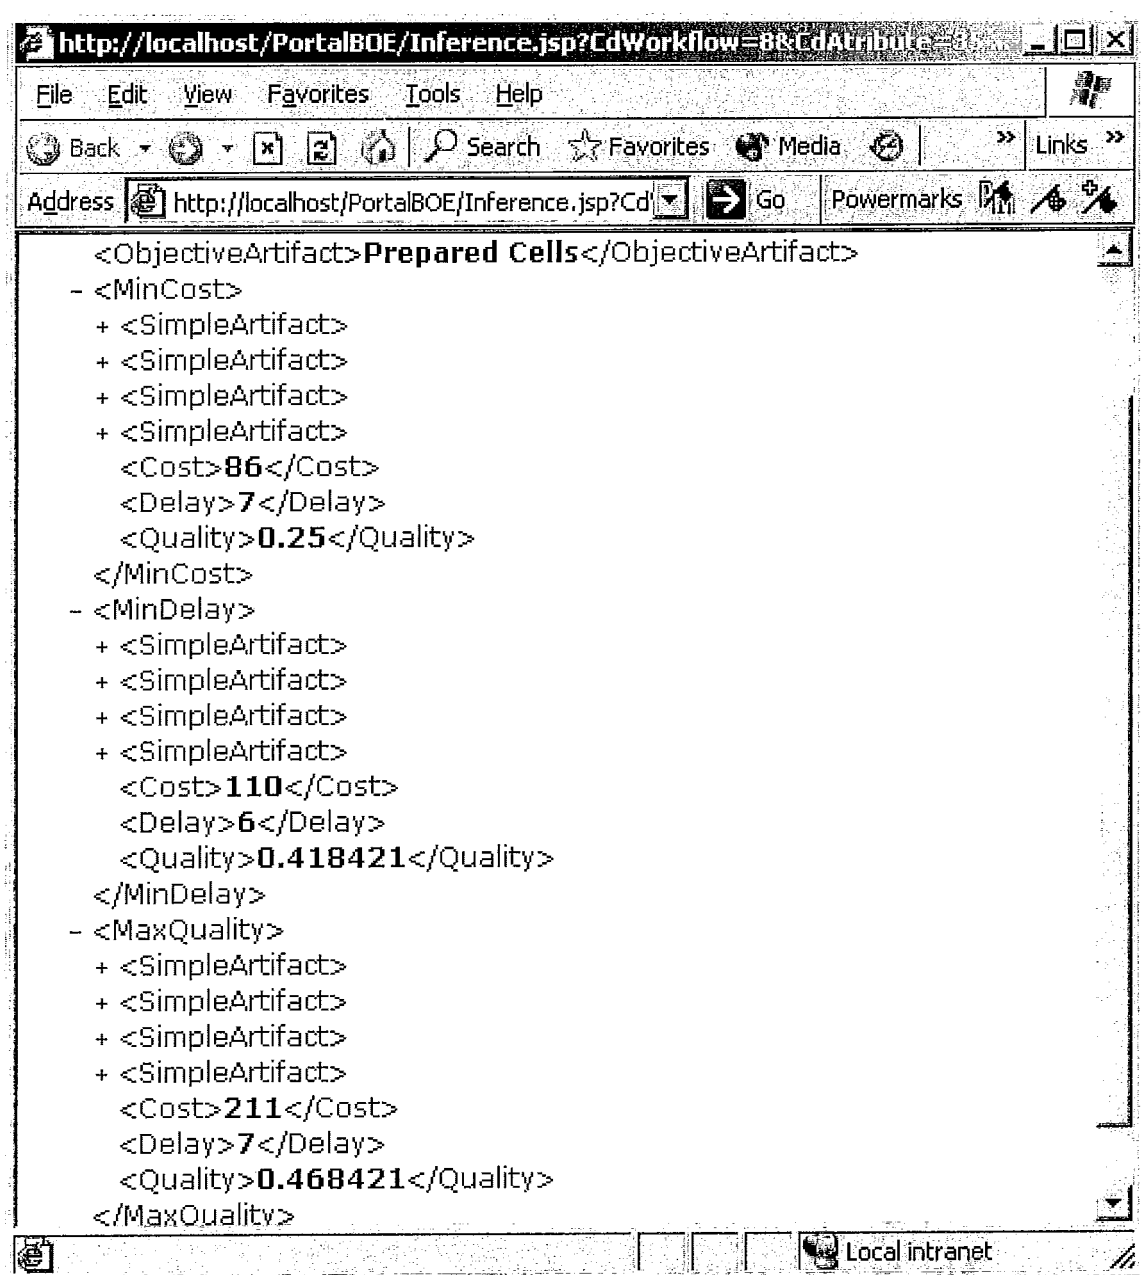 http://localhost/PortalBOE/Inference.jsp?CdWorkflow=8&CdAtribute=
File Edit View Favorites Tools Help
Back Search Favorites Media » Links »
Address http://localhost/PortalBOE/Inference.jsp?Cd Go Powermarks
<ObjectiveArtifact>Prepared Cells</ObjectiveArtifact>
- <MinCost>
+ <SimpleArtifact>
+ <SimpleArtifact>
+ <SimpleArtifact>
+ <SimpleArtifact>
<Cost>86</Cost>
<Delay>7</Delay>
<Quality>0.25</Quality>
</MinCost>
- <MinDelay>
+ <SimpleArtifact>
+ <SimpleArtifact>
+ <SimpleArtifact>
+ <SimpleArtifact>
<Cost>110</Cost>
<Delay>6</Delay>
<Quality>0.418421</Quality>
</MinDelay>
- <MaxQuality>
+ <SimpleArtifact>
+ <SimpleArtifact>
+ <SimpleArtifact>
+ <SimpleArtifact>
<Cost>211</Cost>
<Delay>7</Delay>
<Quality>0.468421</Quality>
</MaxQuality>
Local intranet